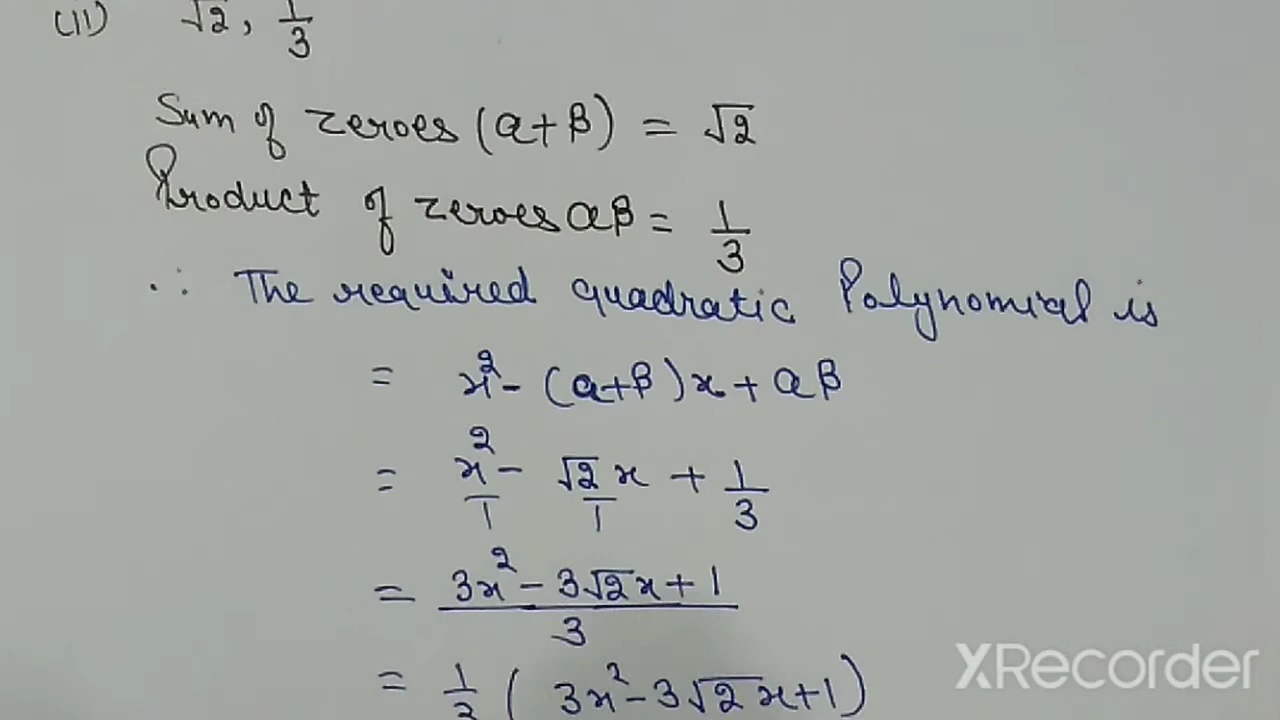 (ii) √2, 1/3
Sum of zeroes (α+β) = √2
Product of zeroes αβ = 1/3
∴ The required quadratic Polynomial is
= x² - (α+β)x + αβ
= x²/1 - √2x/1 + 1/3
= (3x² - 3√2x + 1)/3
= 1/3 (3x² - 3√2x + 1)
XRecorder